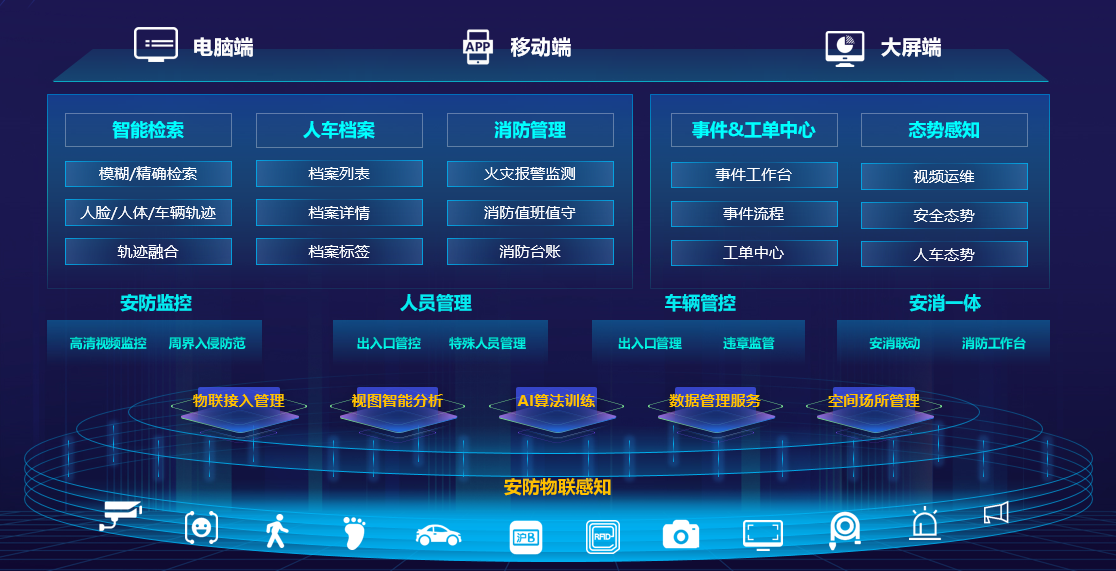 电脑端
APP
移动端
大屏端
智能检索
模糊/精确检索
人脸/人体/车辆轨迹
轨迹融合
人车档案
档案列表
档案详情
档案标签
消防管理
火灾报警监测
消防值班值守
消防台账
事件&工单中心
事件工作台
事件流程
工单中心
态势感知
视频运维
安全态势
人车态势
安防监控
高清视频监控 周界入侵防范
人员管理
出入口管控 特殊人员管理
车辆管控
出入口管理 违章监管
安消一体
安消联动 消防工作台
物联接入管理
视图智能分析
AI算法训练
数据管理服务
空间场所管理
安防物联感知
沪B
RFID